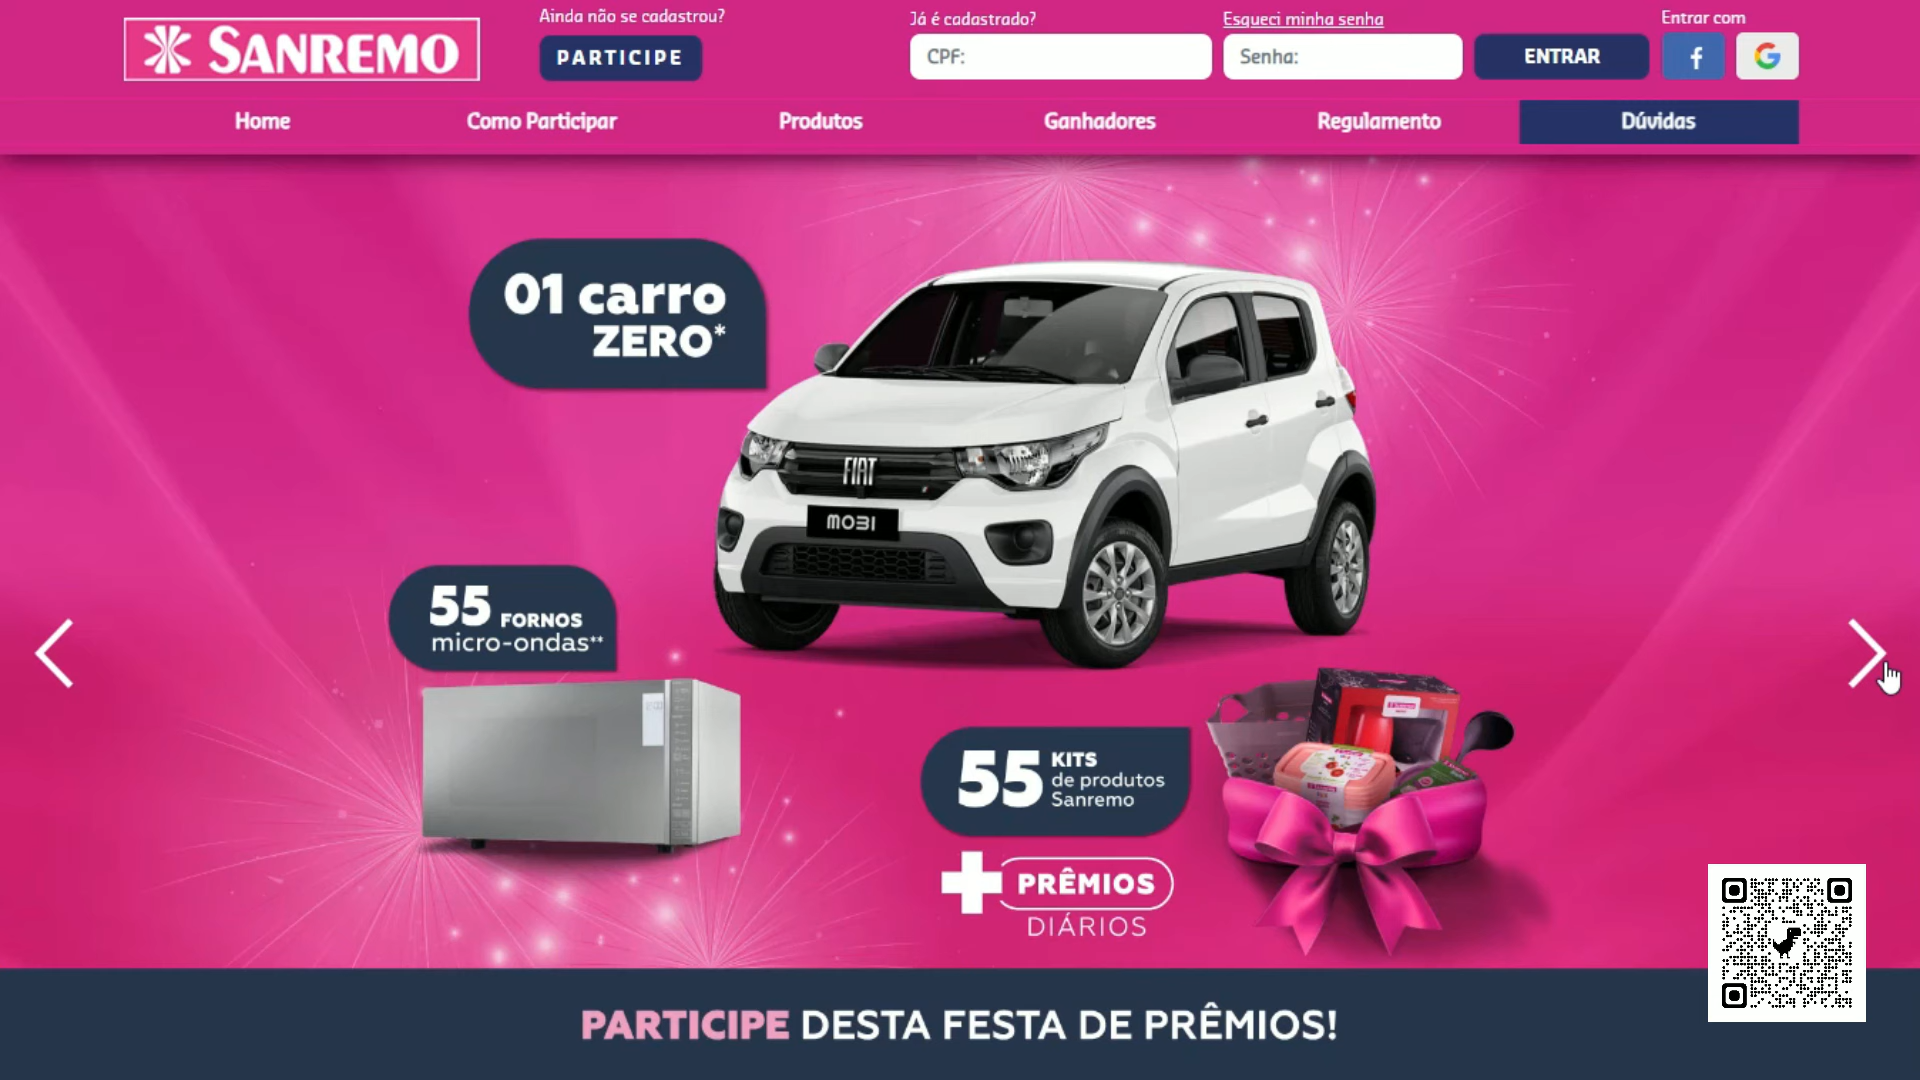 SANREMO
Ainda não se cadastrou?
PARTICIPE
Já é cadastrado?
CPF:
Esqueci minha senha
Senha:
ENTRAR
Entrar com
Home
Como Participar
Produtos
Ganhadores
Regulamento
Dúvidas
01 carro
ZERO*
FIAT
MOBI
55 FORNOS
micro-ondas**
55 KITS
de produtos
Sanremo
+ PRÊMIOS
DIÁRIOS
PARTICIPE DESTA FESTA DE PRÊMIOS!